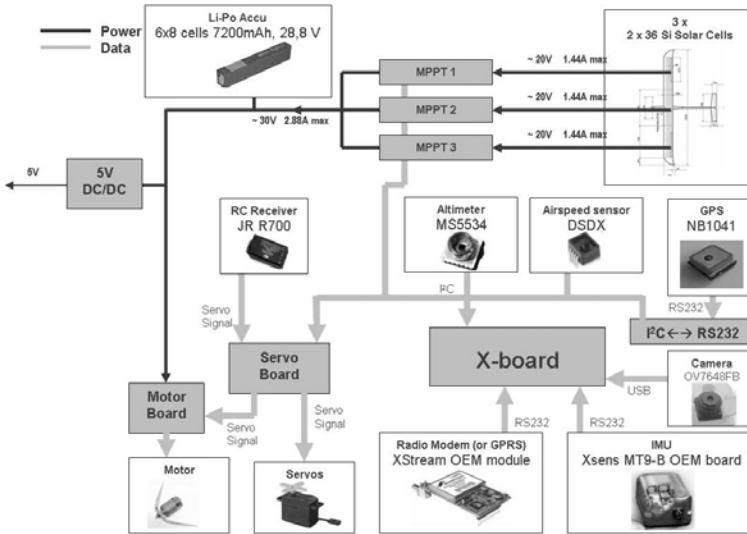 Power
Data
Li-Po Accu
6x8 cells 7200mAh, 28,8 V
3 x
2 x 36 Si Solar Cells
MPPT 1
~ 20V 1.44A max
MPPT 2
~ 20V 1.44A max
~ 30V 2.88A max
MPPT 3
~ 20V 1.44A max
5V
5V
DC/DC
RC Receiver
JR R700
Altimeter
MS5534
Airspeed sensor
DSDX
GPS
NB1041
I²C
RS232
Servo
Signal
I²C←→ RS232
Servo
Board
X-board
Camera
OV7648FB
USB
Motor
Board
Servo
Signal
Servo
Signal
RS232
RS232
Motor
Servos
Radio Modem (or GPRS)
XStream OEM module
IMU
Xsens MT9-B OEM board